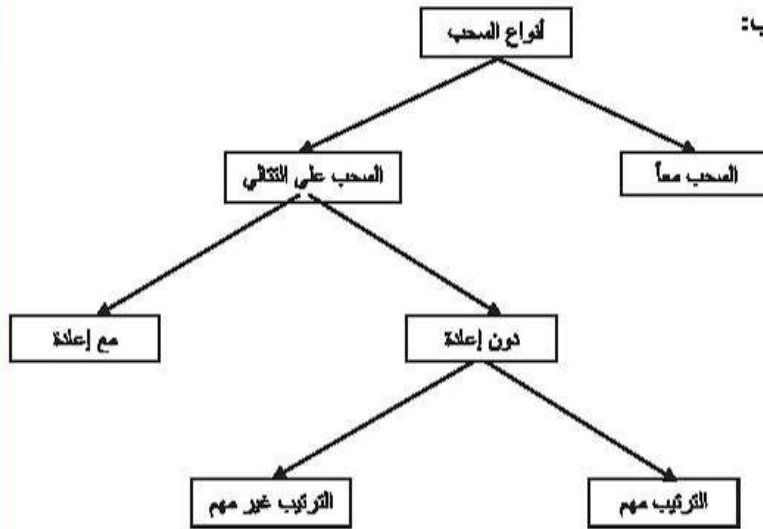 ب:
أنواع السحب
السحب معاً
السحب على التتالي
دون إعادة
مع إعادة
الترتيب مهم
الترتيب غير مهم